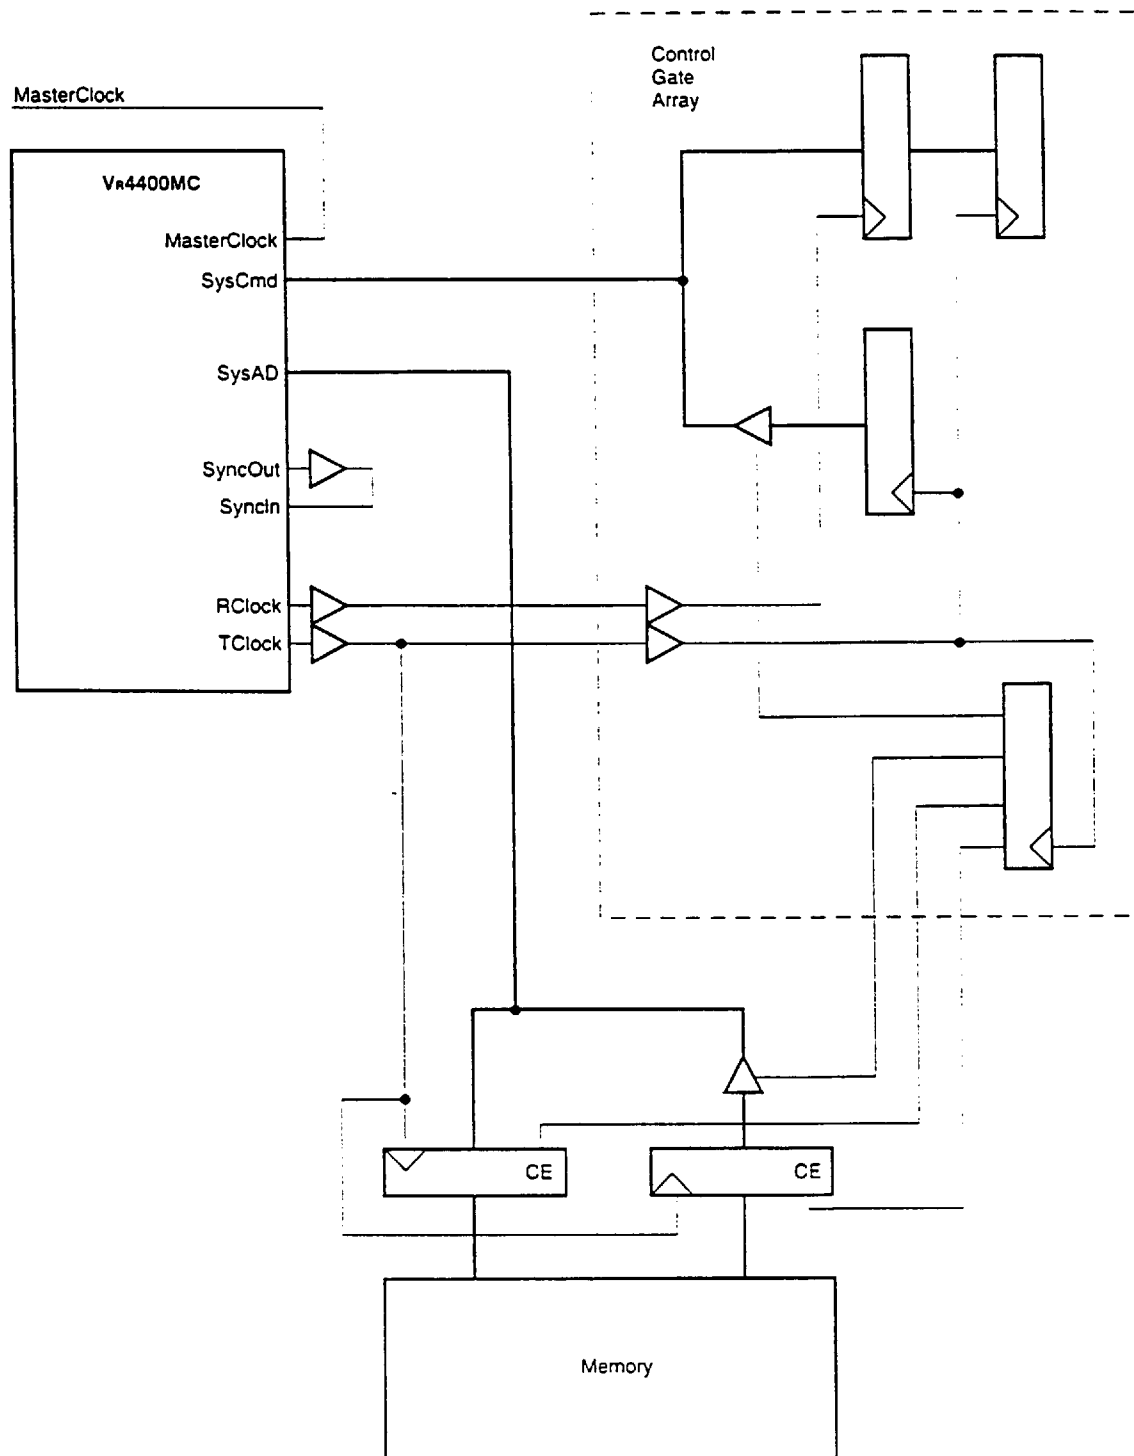 Control
Gate
Array
MasterClock
VR4400MC
MasterClock
SysCmd
SysAD
SyncOut
SyncIn
RClock
TClock
CE
CE
Memory